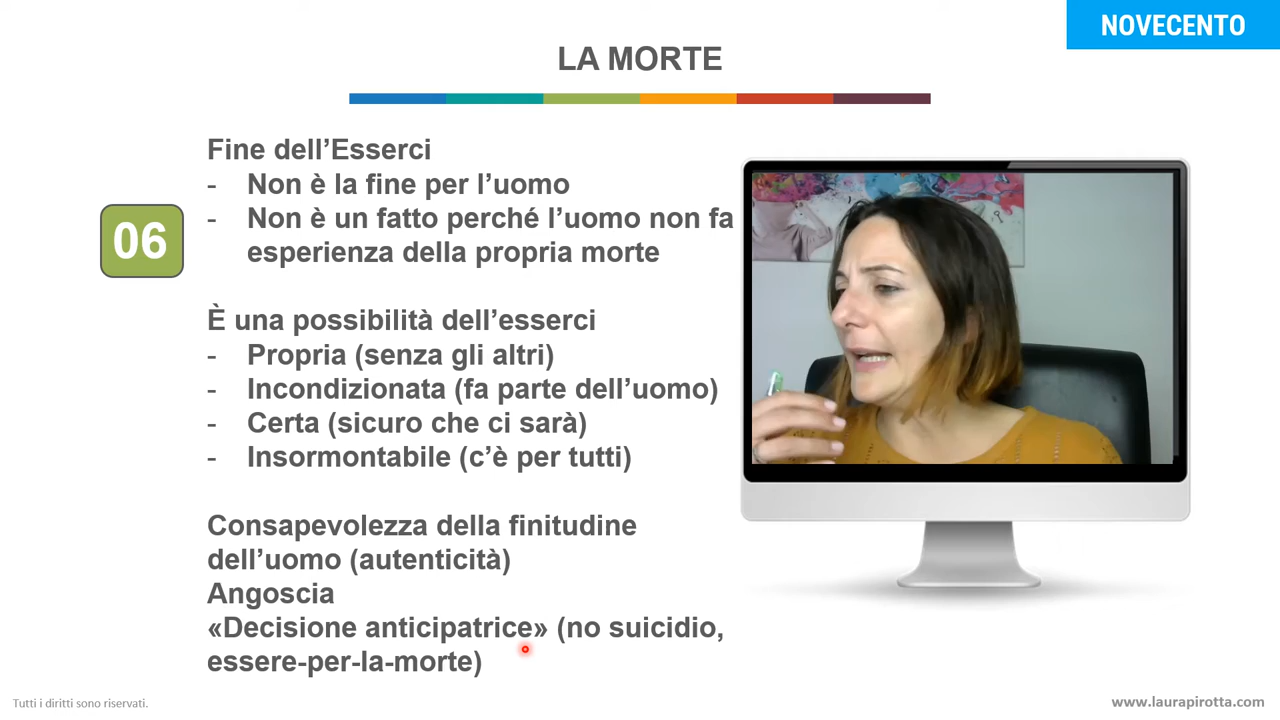 NOVECENTO
LA MORTE
Fine dell’Esserci
- Non è la fine per l’uomo
- Non è un fatto perché l’uomo non fa
esperienza della propria morte
06
È una possibilità dell’esserci
- Propria (senza gli altri)
- Incondizionata (fa parte dell’uomo)
- Certa (sicuro che ci sarà)
- Insormontabile (c’è per tutti)
Consapevolezza della finitudine
dell’uomo (autenticità)
Angoscia
«Decisione anticipatrice» (no suicidio,
essere-per-la-morte)
Tutti i diritti sono riservati.
www.laurapirotta.com